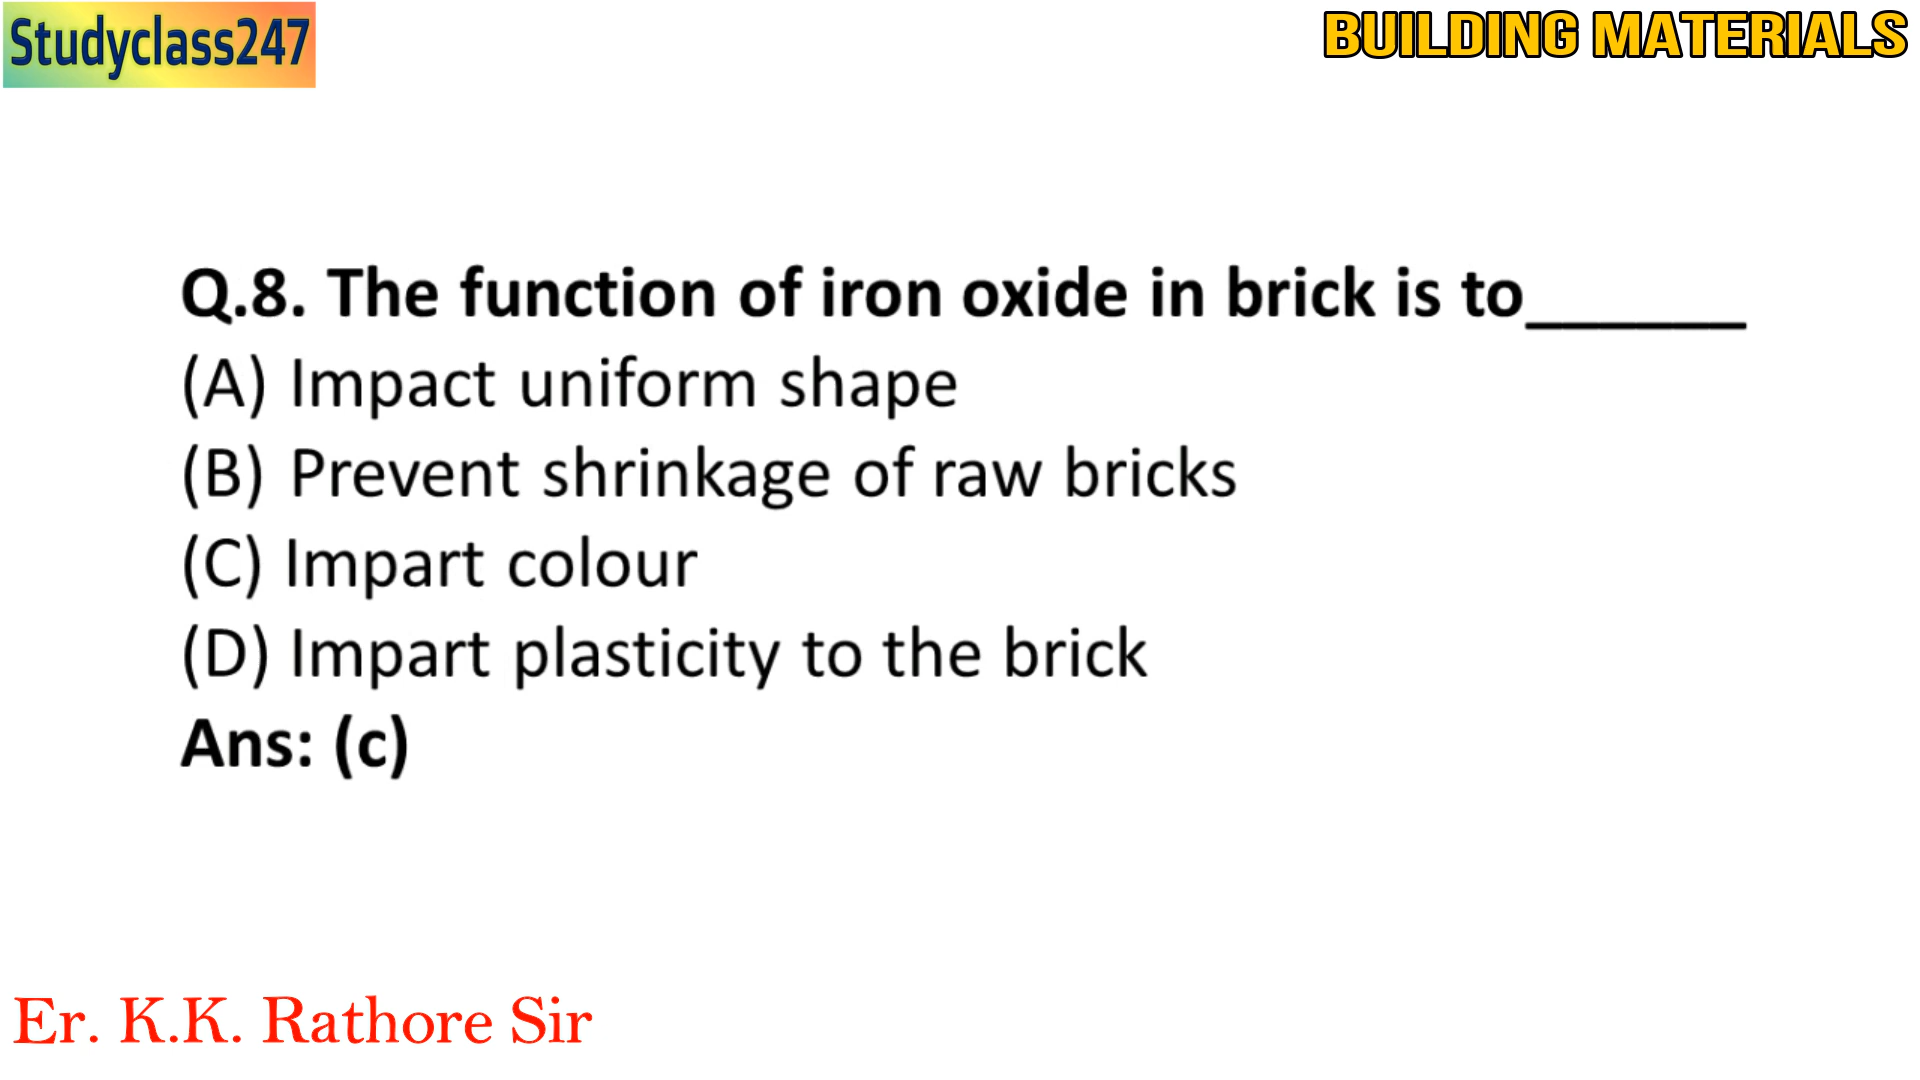 Studyclass247
BUILDING MATERIALS
Q.8. The function of iron oxide in brick is to______
(A) Impact uniform shape
(B) Prevent shrinkage of raw bricks
(C) Impart colour
(D) Impart plasticity to the brick
Ans: (c)
Er. K.K. Rathore Sir